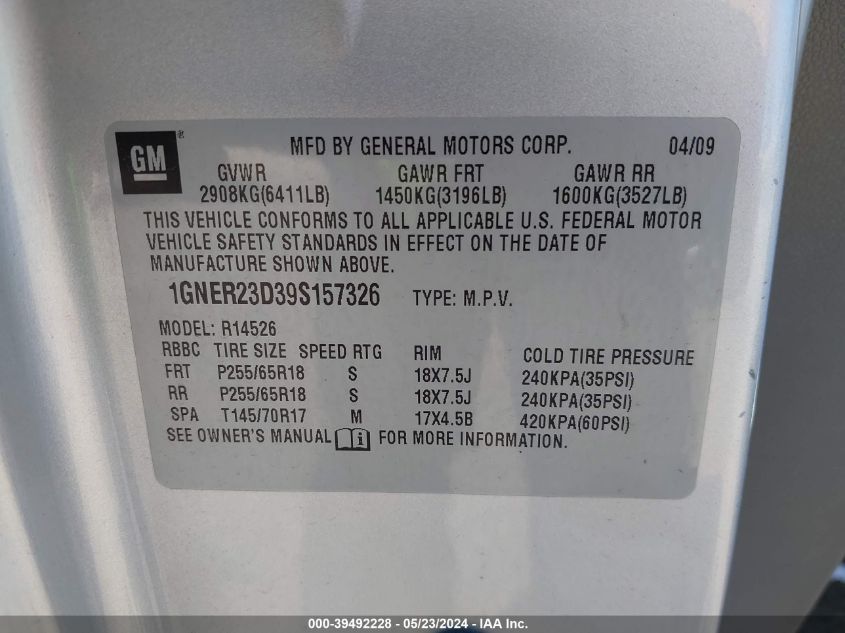 GM ® MFD BY GENERAL MOTORS CORP. 04/09
GVWR GAWR FRT GAWR RR
2908KG(6411LB) 1450KG(3196LB) 1600KG(3527LB)
THIS VEHICLE CONFORMS TO ALL APPLICABLE U.S. FEDERAL MOTOR
VEHICLE SAFETY STANDARDS IN EFFECT ON THE DATE OF
MANUFACTURE SHOWN ABOVE.
1GNER23D39S157326 TYPE: M.P.V.
MODEL: R14526
RBBC TIRE SIZE SPEED RTG RIM COLD TIRE PRESSURE
FRT P255/65R18 S 18X7.5J 240KPA(35PSI)
RR P255/65R18 S 18X7.5J 240KPA(35PSI)
SPA T145/70R17 M 17X4.5B 420KPA(60PSI)
SEE OWNER'S MANUAL i FOR MORE INFORMATION.
000-39492228 - 05/23/2024 - IAA Inc.